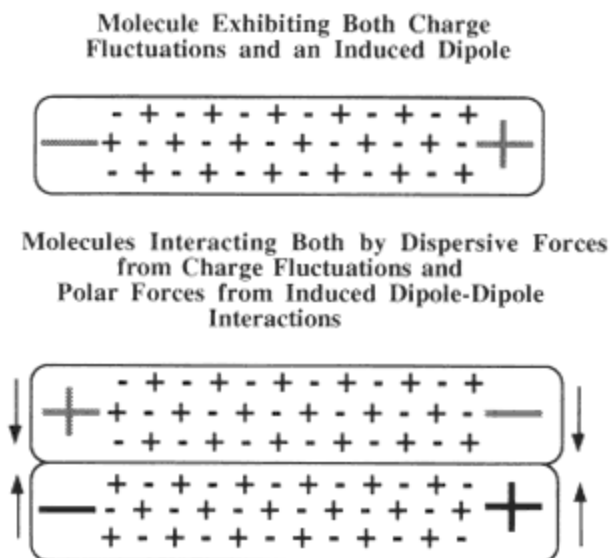 Molecule Exhibiting Both Charge
Fluctuations and an Induced Dipole
- + - + - + - + - + - +
— + - + - + - + - + - + - +
- + - + - + - + - + - +
Molecules Interacting Both by Dispersive Forces
from Charge Fluctuations and
Polar Forces from Induced Dipole-Dipole
Interactions
- + - + - + - + - + - +
+ + - + - + - + - + - + - —
- + - + - + - + - + - +
+ - + - + - + - + - + -
— - + - + - + - + - + - + +
+ - + - + - + - + - + -